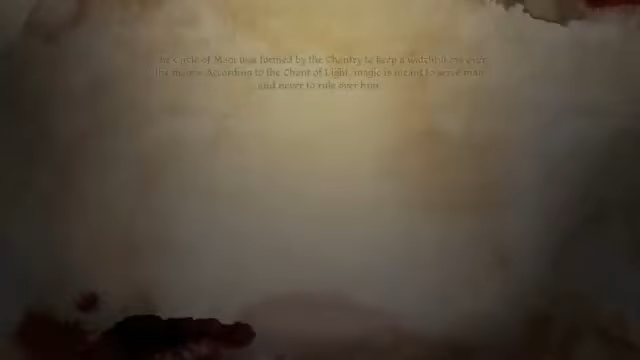 The Circle of Magi was formed by the Chantry to keep a watchful eye over
the mages. According to the Chant of Light, magic is meant to serve man
and never to rule over him.